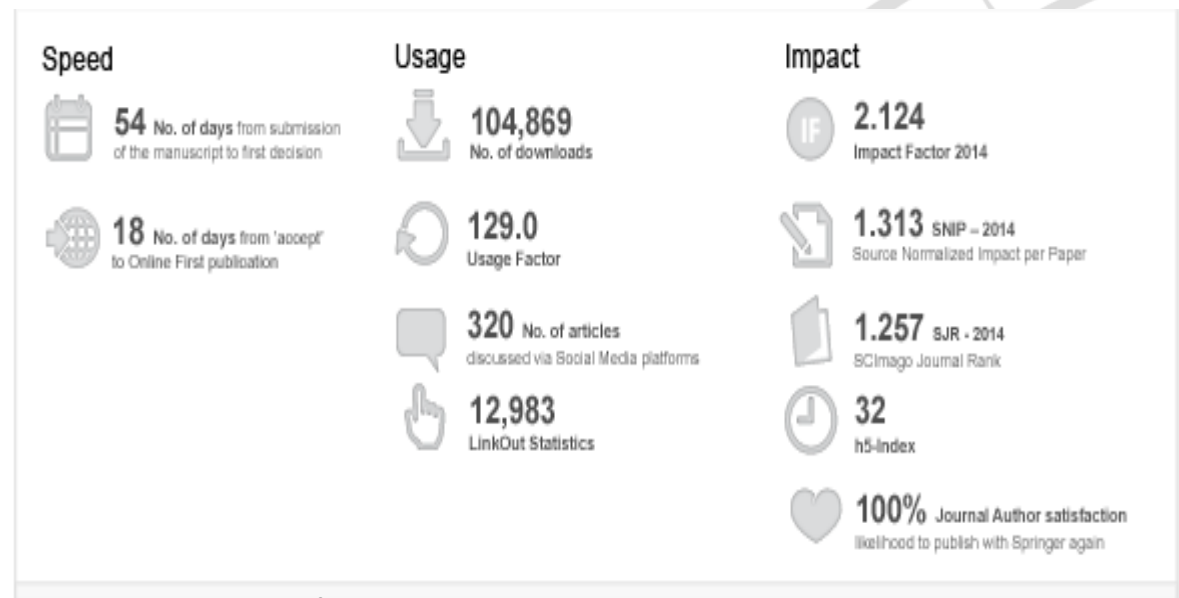 Speed
54 No. of days from submission
of the manuscript to first decision
18 No. of days from 'accept'
to Online First publication
Usage
104,869
No. of downloads
129.0
Usage Factor
320 No. of articles
discussed via Social Media platforms
12,983
LinkOut Statistics
Impact
IF
2.124
Impact Factor 2014
1.313 SNIP – 2014
Source Normalized Impact per Paper
1.257 SJR - 2014
SCImago Journal Rank
32
h5-Index
100% Journal Author satisfaction
likelihood to publish with Springer again